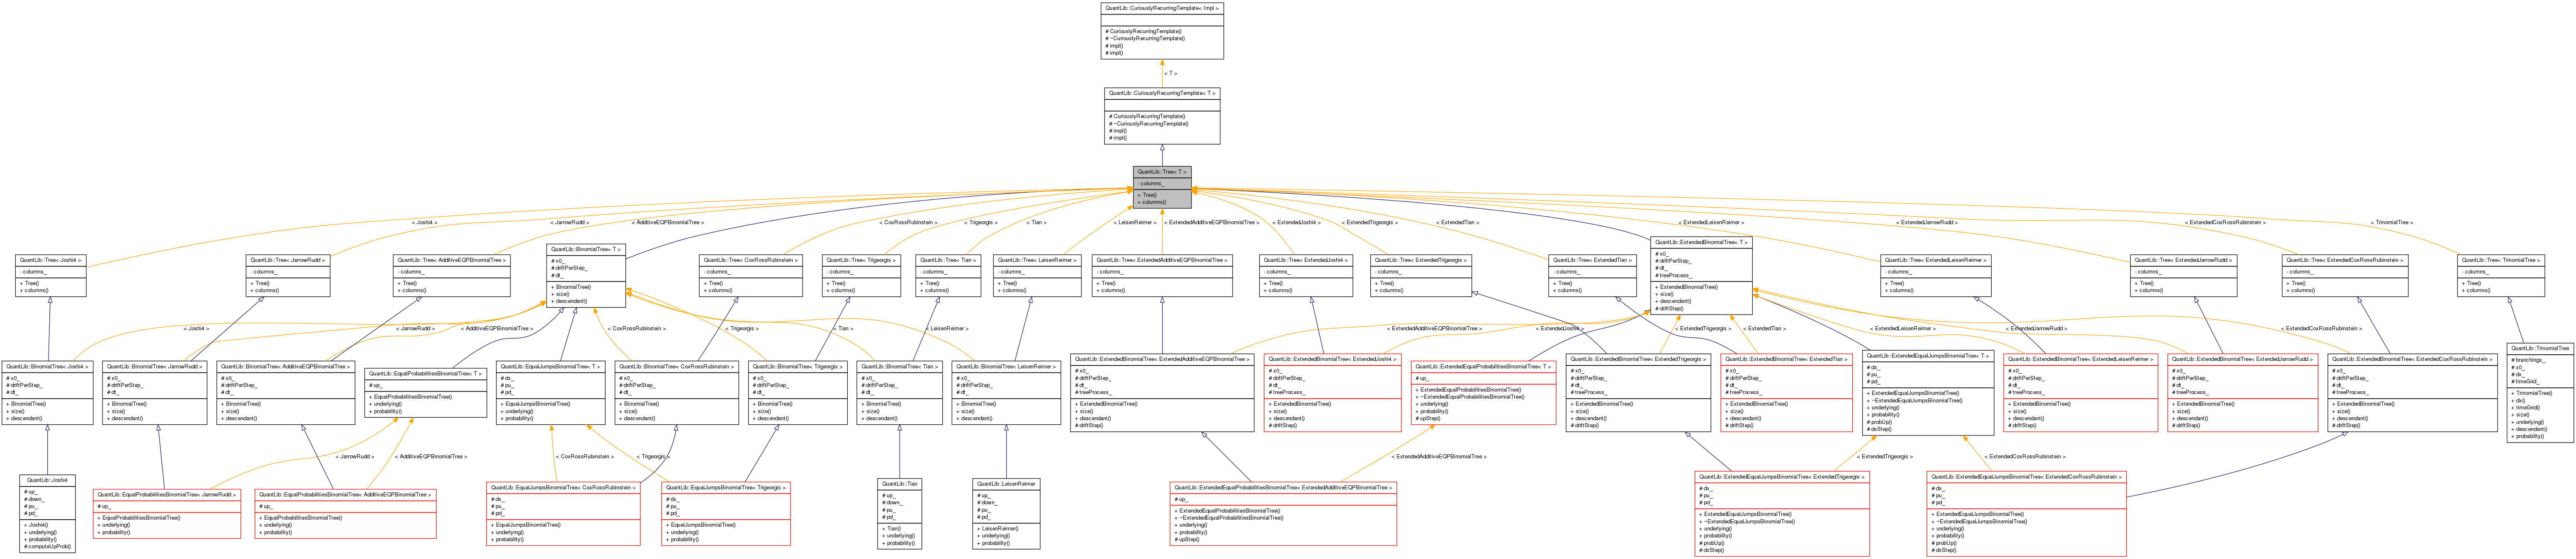 QuantLib::CuriouslyRecurringTemplate< Impl >
# CuriouslyRecurringTemplate()
# ~CuriouslyRecurringTemplate()
# impl()
# impl()
< T >
QuantLib::CuriouslyRecurringTemplate< T >
# CuriouslyRecurringTemplate()
# ~CuriouslyRecurringTemplate()
# impl()
# impl()
QuantLib::Tree< T >
- columns_
+ Tree()
+ columns()
< Joshi4 >
< JarrowRudd >
< AdditiveEQPBinomialTree >
< CoxRossRubinstein >
< Trigeorgis >
< Tian >
< LeisenReimer >
< ExtendedAdditiveEQPBinomialTree >
< ExtendedJoshi4 >
< ExtendedTrigeorgis >
< ExtendedTian >
< ExtendedLeisenReimer >
< ExtendedJarrowRudd >
< ExtendedCoxRossRubinstein >
< TrinomialTree >
QuantLib::Tree< Joshi4 >
- columns_
+ Tree()
+ columns()
QuantLib::Tree< JarrowRudd >
- columns_
+ Tree()
+ columns()
QuantLib::Tree< AdditiveEQPBinomialTree >
- columns_
+ Tree()
+ columns()
QuantLib::BinomialTree< T >
# x0_
# driftPerStep_
# dt_
+ BinomialTree()
+ size()
+ descendant()
QuantLib::Tree< CoxRossRubinstein >
- columns_
+ Tree()
+ columns()
QuantLib::Tree< Trigeorgis >
- columns_
+ Tree()
+ columns()
QuantLib::Tree< Tian >
- columns_
+ Tree()
+ columns()
QuantLib::Tree< LeisenReimer >
- columns_
+ Tree()
+ columns()
QuantLib::Tree< ExtendedAdditiveEQPBinomialTree >
- columns_
+ Tree()
+ columns()
QuantLib::Tree< ExtendedJoshi4 >
- columns_
+ Tree()
+ columns()
QuantLib::Tree< ExtendedTrigeorgis >
- columns_
+ Tree()
+ columns()
QuantLib::Tree< ExtendedTian >
- columns_
+ Tree()
+ columns()
QuantLib::ExtendedBinomialTree< T >
# x0_
# driftPerStep_
# dt_
# treeProcess_
+ ExtendedBinomialTree()
+ size()
+ descendant()
# driftStep()
QuantLib::Tree< ExtendedLeisenReimer >
- columns_
+ Tree()
+ columns()
QuantLib::Tree< ExtendedJarrowRudd >
- columns_
+ Tree()
+ columns()
QuantLib::Tree< ExtendedCoxRossRubinstein >
- columns_
+ Tree()
+ columns()
QuantLib::Tree< TrinomialTree >
- columns_
+ Tree()
+ columns()
< Joshi4 >
< JarrowRudd >
< AdditiveEQPBinomialTree >
< CoxRossRubinstein >
< Trigeorgis >
< Tian >
< LeisenReimer >
< ExtendedAdditiveEQPBinomialTree >
< ExtendedJoshi4 >
< ExtendedTrigeorgis >
< ExtendedTian >
< ExtendedLeisenReimer >
< ExtendedJarrowRudd >
< ExtendedCoxRossRubinstein >
QuantLib::BinomialTree< Joshi4 >
# x0_
# driftPerStep_
# dt_
+ BinomialTree()
+ size()
+ descendant()
QuantLib::BinomialTree< JarrowRudd >
# x0_
# driftPerStep_
# dt_
+ BinomialTree()
+ size()
+ descendant()
QuantLib::BinomialTree< AdditiveEQPBinomialTree >
# x0_
# driftPerStep_
# dt_
+ BinomialTree()
+ size()
+ descendant()
QuantLib::EqualProbabilitiesBinomialTree< T >
# up_
+ EqualProbabilitiesBinomialTree()
+ underlying()
+ probability()
QuantLib::EqualJumpsBinomialTree< T >
# dx_
# pu_
# pd_
+ EqualJumpsBinomialTree()
+ underlying()
+ probability()
QuantLib::BinomialTree< CoxRossRubinstein >
# x0_
# driftPerStep_
# dt_
+ BinomialTree()
+ size()
+ descendant()
QuantLib::BinomialTree< Trigeorgis >
# x0_
# driftPerStep_
# dt_
+ BinomialTree()
+ size()
+ descendant()
QuantLib::BinomialTree< Tian >
# x0_
# driftPerStep_
# dt_
+ BinomialTree()
+ size()
+ descendant()
QuantLib::BinomialTree< LeisenReimer >
# x0_
# driftPerStep_
# dt_
+ BinomialTree()
+ size()
+ descendant()
QuantLib::ExtendedBinomialTree< ExtendedAdditiveEQPBinomialTree >
# x0_
# driftPerStep_
# dt_
# treeProcess_
+ ExtendedBinomialTree()
+ size()
+ descendant()
# driftStep()
QuantLib::ExtendedBinomialTree< ExtendedJoshi4 >
# x0_
# driftPerStep_
# dt_
# treeProcess_
+ ExtendedBinomialTree()
+ size()
+ descendant()
# driftStep()
QuantLib::ExtendedEqualProbabilitiesBinomialTree< T >
# up_
+ ExtendedEqualProbabilitiesBinomialTree()
+ ~ExtendedEqualProbabilitiesBinomialTree()
+ underlying()
+ probability()
# upStep()
QuantLib::ExtendedBinomialTree< ExtendedTrigeorgis >
# x0_
# driftPerStep_
# dt_
# treeProcess_
+ ExtendedBinomialTree()
+ size()
+ descendant()
# driftStep()
QuantLib::ExtendedBinomialTree< ExtendedTian >
# x0_
# driftPerStep_
# dt_
# treeProcess_
+ ExtendedBinomialTree()
+ size()
+ descendant()
# driftStep()
QuantLib::ExtendedEqualJumpsBinomialTree< T >
# dx_
# pu_
# pd_
+ ExtendedEqualJumpsBinomialTree()
+ ~ExtendedEqualJumpsBinomialTree()
+ underlying()
+ probability()
# probUp()
# dxStep()
QuantLib::ExtendedBinomialTree< ExtendedLeisenReimer >
# x0_
# driftPerStep_
# dt_
# treeProcess_
+ ExtendedBinomialTree()
+ size()
+ descendant()
# driftStep()
QuantLib::ExtendedBinomialTree< ExtendedJarrowRudd >
# x0_
# driftPerStep_
# dt_
# treeProcess_
+ ExtendedBinomialTree()
+ size()
+ descendant()
# driftStep()
QuantLib::ExtendedBinomialTree< ExtendedCoxRossRubinstein >
# x0_
# driftPerStep_
# dt_
# treeProcess_
+ ExtendedBinomialTree()
+ size()
+ descendant()
# driftStep()
QuantLib::TrinomialTree
# branchings_
# x0_
# dx_
# timeGrid_
+ TrinomialTree()
+ dx()
+ timeGrid()
+ size()
+ underlying()
+ descendant()
+ probability()
< JarrowRudd >
< AdditiveEQPBinomialTree >
< CoxRossRubinstein >
< Trigeorgis >
< ExtendedAdditiveEQPBinomialTree >
< ExtendedTrigeorgis >
< ExtendedCoxRossRubinstein >
QuantLib::Joshi4
# up_
# down_
# pu_
# pd_
+ Joshi4()
+ underlying()
+ probability()
# computeUpProb()
QuantLib::EqualProbabilitiesBinomialTree< JarrowRudd >
# up_
+ EqualProbabilitiesBinomialTree()
+ underlying()
+ probability()
QuantLib::EqualProbabilitiesBinomialTree< AdditiveEQPBinomialTree >
# up_
+ EqualProbabilitiesBinomialTree()
+ underlying()
+ probability()
QuantLib::EqualJumpsBinomialTree< CoxRossRubinstein >
# dx_
# pu_
# pd_
+ EqualJumpsBinomialTree()
+ underlying()
+ probability()
QuantLib::EqualJumpsBinomialTree< Trigeorgis >
# dx_
# pu_
# pd_
+ EqualJumpsBinomialTree()
+ underlying()
+ probability()
QuantLib::Tian
# up_
# down_
# pu_
# pd_
+ Tian()
+ underlying()
+ probability()
QuantLib::LeisenReimer
# up_
# down_
# pu_
# pd_
+ LeisenReimer()
+ underlying()
+ probability()
QuantLib::ExtendedEqualProbabilitiesBinomialTree< ExtendedAdditiveEQPBinomialTree >
# up_
+ ExtendedEqualProbabilitiesBinomialTree()
+ ~ExtendedEqualProbabilitiesBinomialTree()
+ underlying()
+ probability()
# upStep()
QuantLib::ExtendedEqualJumpsBinomialTree< ExtendedTrigeorgis >
# dx_
# pu_
# pd_
+ ExtendedEqualJumpsBinomialTree()
+ ~ExtendedEqualJumpsBinomialTree()
+ underlying()
+ probability()
# probUp()
# dxStep()
QuantLib::ExtendedEqualJumpsBinomialTree< ExtendedCoxRossRubinstein >
# dx_
# pu_
# pd_
+ ExtendedEqualJumpsBinomialTree()
+ ~ExtendedEqualJumpsBinomialTree()
+ underlying()
+ probability()
# probUp()
# dxStep()